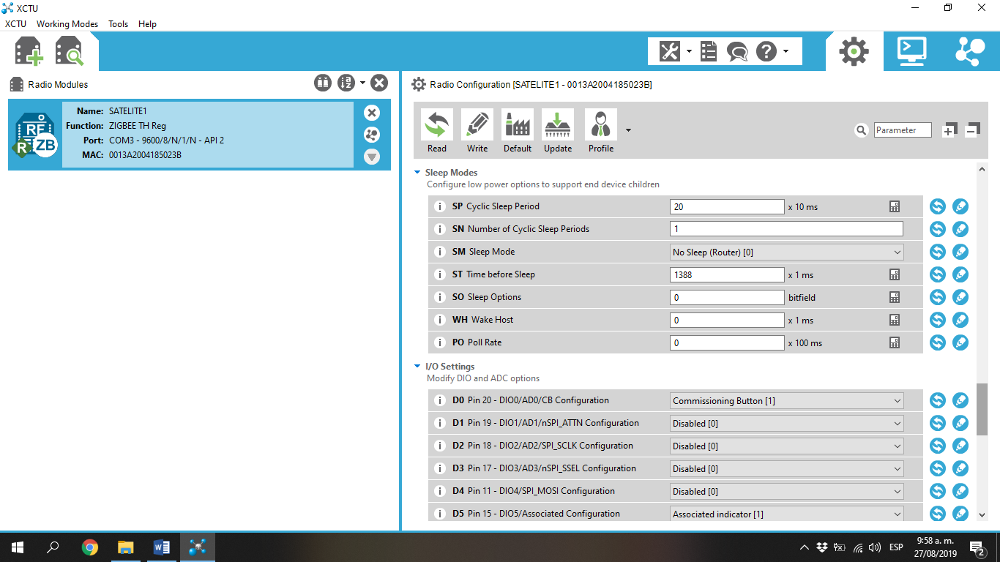 XCTU
XCTU Working Modes Tools Help
Radio Modules
Radio Configuration [SATELITE1 - 0013A2004185023B]
RF
R
ZB
Name: SATELITE1
Function: ZIGBEE TH Reg
Port: COM3 - 9600/8/N/1/N - API 2
MAC: 0013A2004185023B
Read Write Default Update Profile
Parameter
Sleep Modes
Configure low power options to support end device children
i SP Cyclic Sleep Period 20 x 10 ms
i SN Number of Cyclic Sleep Periods 1
i SM Sleep Mode No Sleep (Router) [0]
i ST Time before Sleep 1388 x 1 ms
i SO Sleep Options 0 bitfield
i WH Wake Host 0 x 1 ms
i PO Poll Rate 0 x 100 ms
I/O Settings
Modify DIO and ADC options
i D0 Pin 20 - DIO0/AD0/CB Configuration Commissioning Button [1]
i D1 Pin 19 - DIO1/AD1/nSPI_ATTN Configuration Disabled [0]
i D2 Pin 18 - DIO2/AD2/SPI_SCLK Configuration Disabled [0]
i D3 Pin 17 - DIO3/AD3/nSPI_SSEL Configuration Disabled [0]
i D4 Pin 11 - DIO4/SPI_MOSI Configuration Disabled [0]
i D5 Pin 15 - DIO5/Associated Configuration Associated indicator [1]
ESP
9:58 a. m.
27/08/2019
2